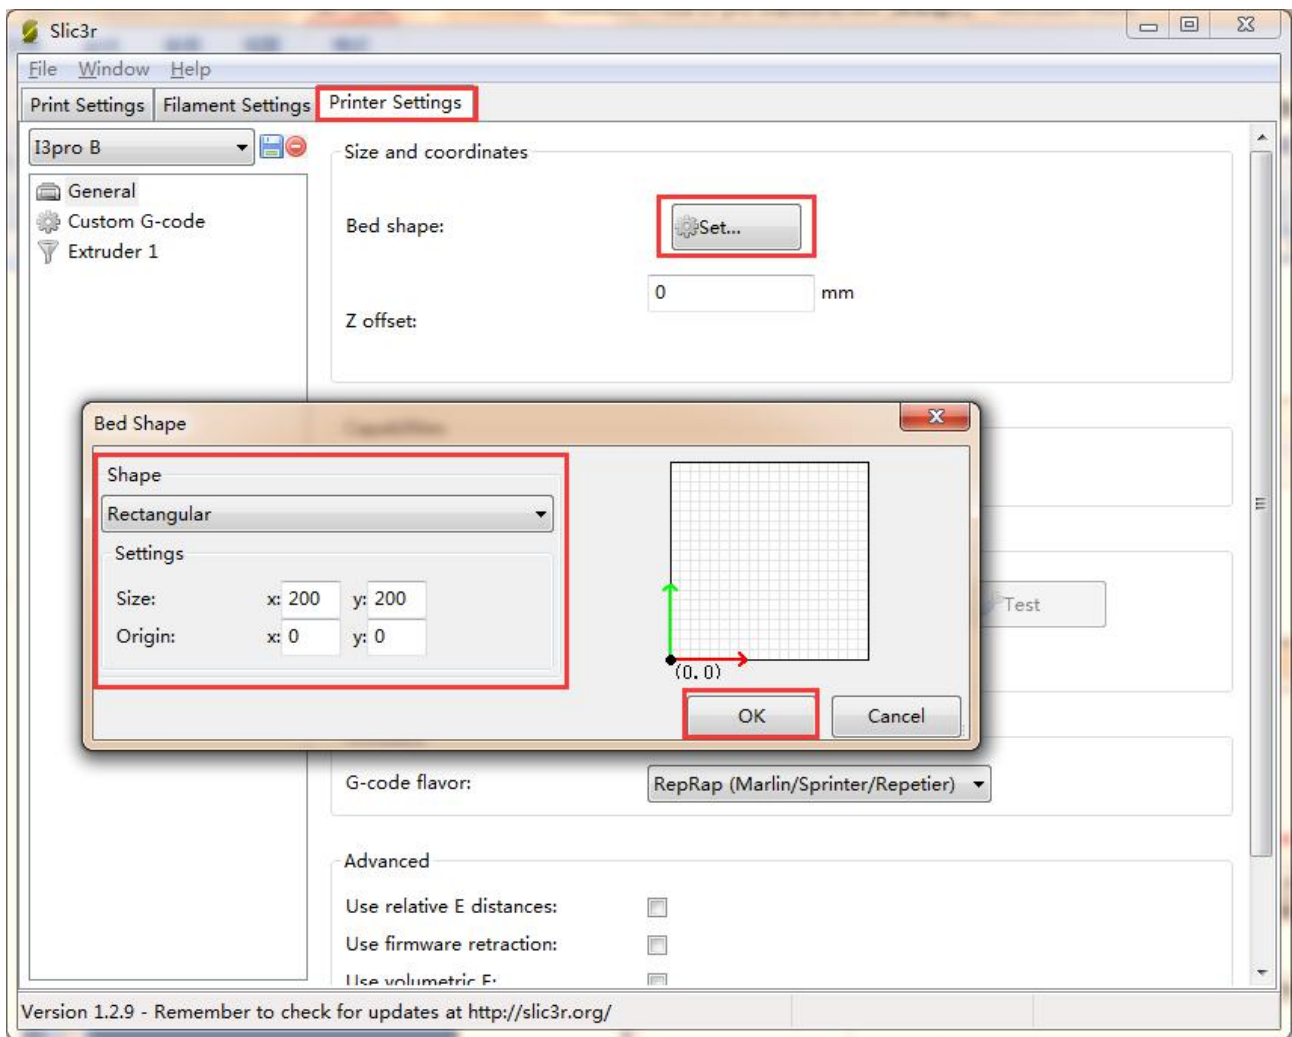 Slic3r
File Window Help
Print Settings Filament Settings Printer Settings
I3pro B
Size and coordinates
General
Custom G-code
Extruder 1
Bed shape:
Set...
0 mm
Z offset:
Bed Shape
Shape
Rectangular
Settings
Size: x: 200 y: 200
Origin: x: 0 y: 0
(0,0)
OK Cancel
Test
G-code flavor: RepRap (Marlin/Sprinter/Repetier)
Advanced
Use relative E distances:
Use firmware retraction:
Use volumetric E:
Version 1.2.9 - Remember to check for updates at http://slic3r.org/